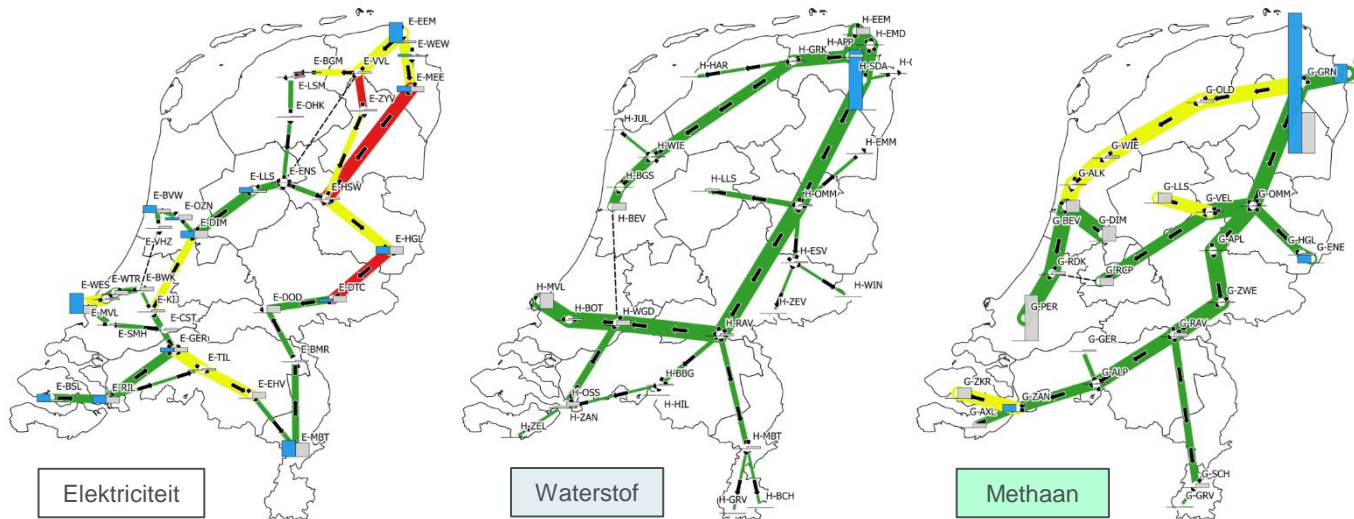 E-EEM
E-WEW
E-BGM
E-VVL
E-MEE
E-LSM
E-ZYV
E-OHK
E-ENS
E-LLS
E-HSW
E-BVW
E-OZN
E-DIM
E-VHZ
E-HGL
E-WTR
E-BWK
E-WES
E-DTC
E-MVL
E-KIJ
E-DOD
E-CST
E-SMH
E-GER
E-TIL
E-BMR
E-EHV
E-BSL
E-RIL
E-MBT
Elektriciteit
H-EEM
H-APP
H-EMD
H-GRK
H-SDA
H-HAR
H-JUL
H-WIE
H-EMM
H-BGS
H-LLS
H-OMM
H-BEV
H-ESV
H-WIN
H-MVL
H-ZEV
H-BOT
H-WGD
H-RAV
H-BBG
H-OSS
H-HIL
H-ZAN
H-ZEL
H-MBT
H-GRV
H-BCH
Waterstof
G-GRN
G-OLD
G-WIE
G-ALK
G-LLS
G-VEL
G-OMM
G-BEV
G-DIM
G-APL
G-HGL
G-ENE
G-RDK
G-RCP
G-ZWE
G-PER
G-RAV
G-GER
G-ALP
G-ZKR
G-ZAN
G-AXL
G-SCH
G-GRV
Methaan